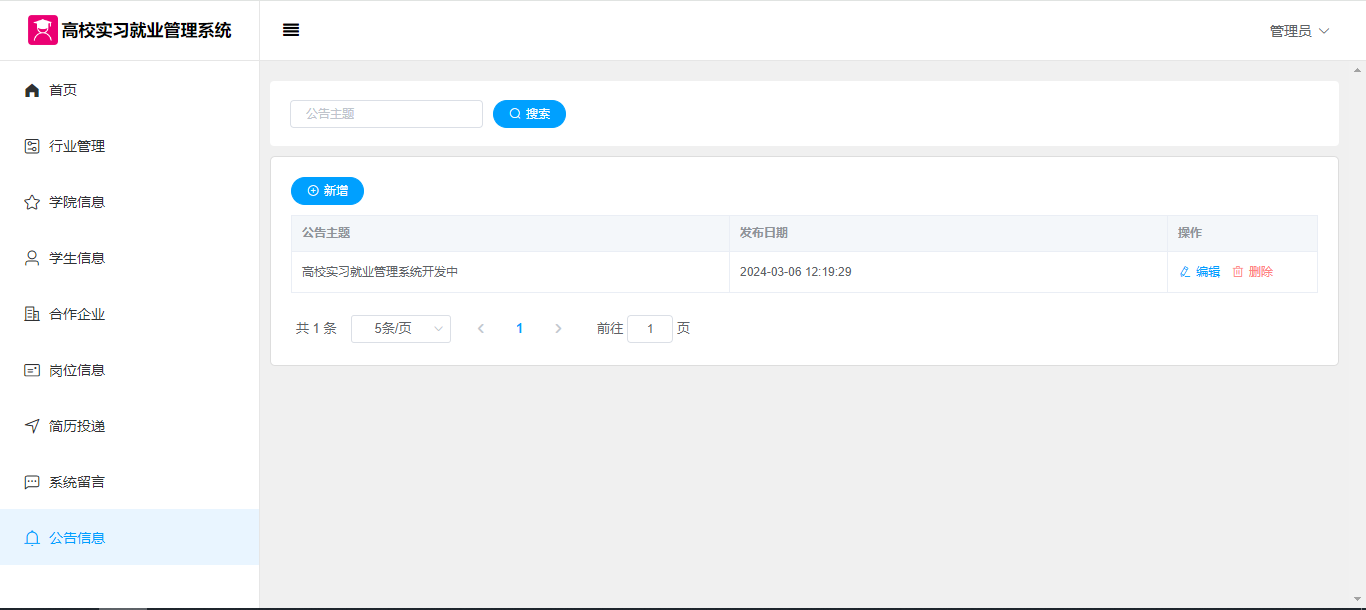 高校实习就业管理系统
管理员
首页
行业管理
学院信息
学生信息
合作企业
岗位信息
简历投递
系统留言
公告信息
公告主题
搜索
新增
公告主题 发布日期 操作
高校实习就业管理系统开发中 2024-03-06 12:19:29 编辑 删除
共 1 条 5条/页 1 前往 1 页